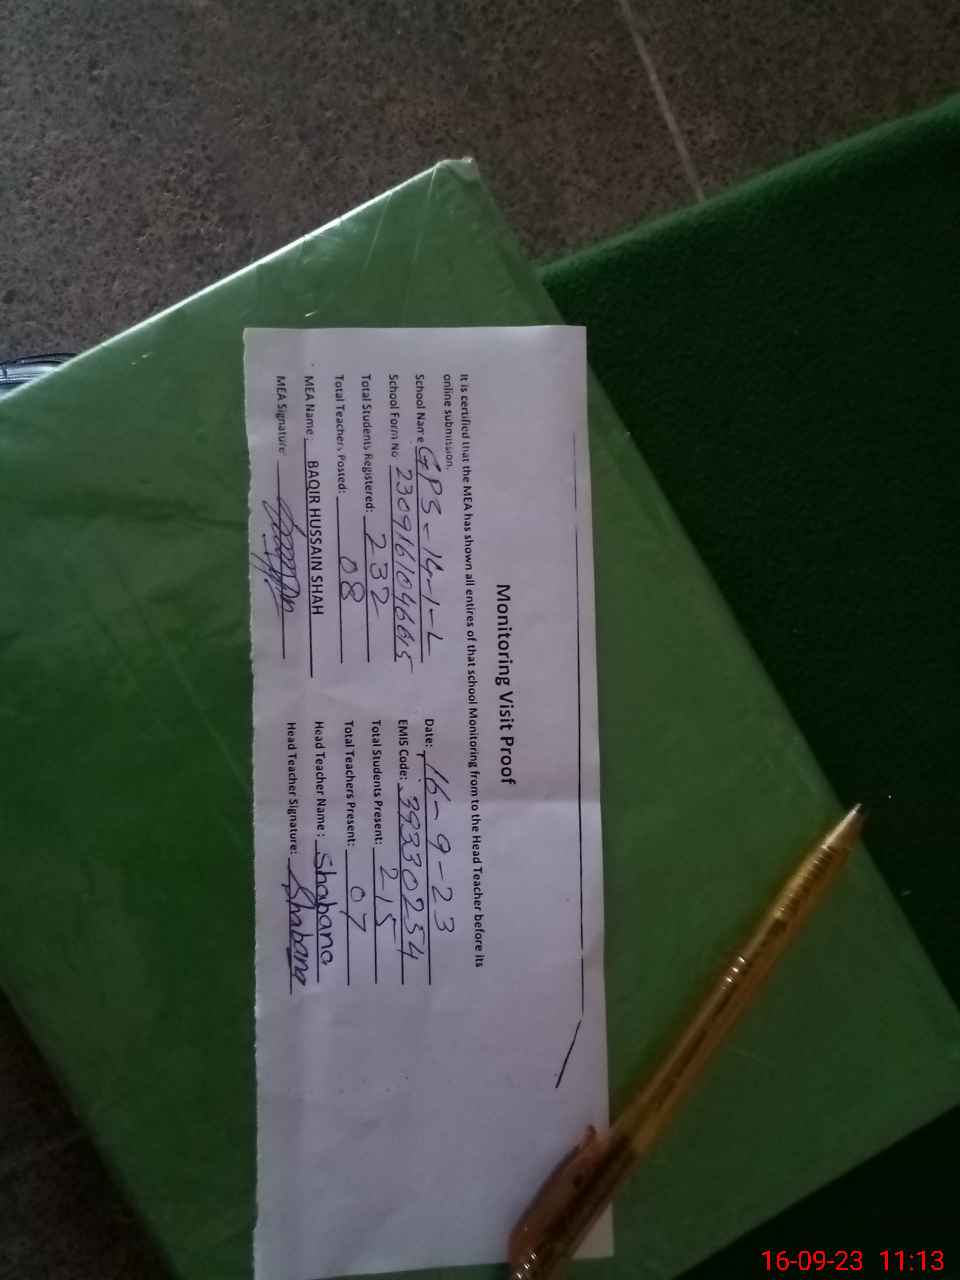 Monitoring Visit Proof
It is certified that the MEA has shown all entires of that school Monitoring from to the Head Teacher before its
online submission.
School Name GPS-14-1-L Date: 16-9-23
School Form No 23091610466615 EMIS Code: 39330254
Total Students Registered: 232 Total Students Present: 215
Total Teachers Posted: 08 Total Teachers Present: 07
MEA Name: BAQIR HUSSAIN SHAH Head Teacher Name: Shabana
MEA Signature Head Teacher Signature: Shabana
16-09-23 11:13